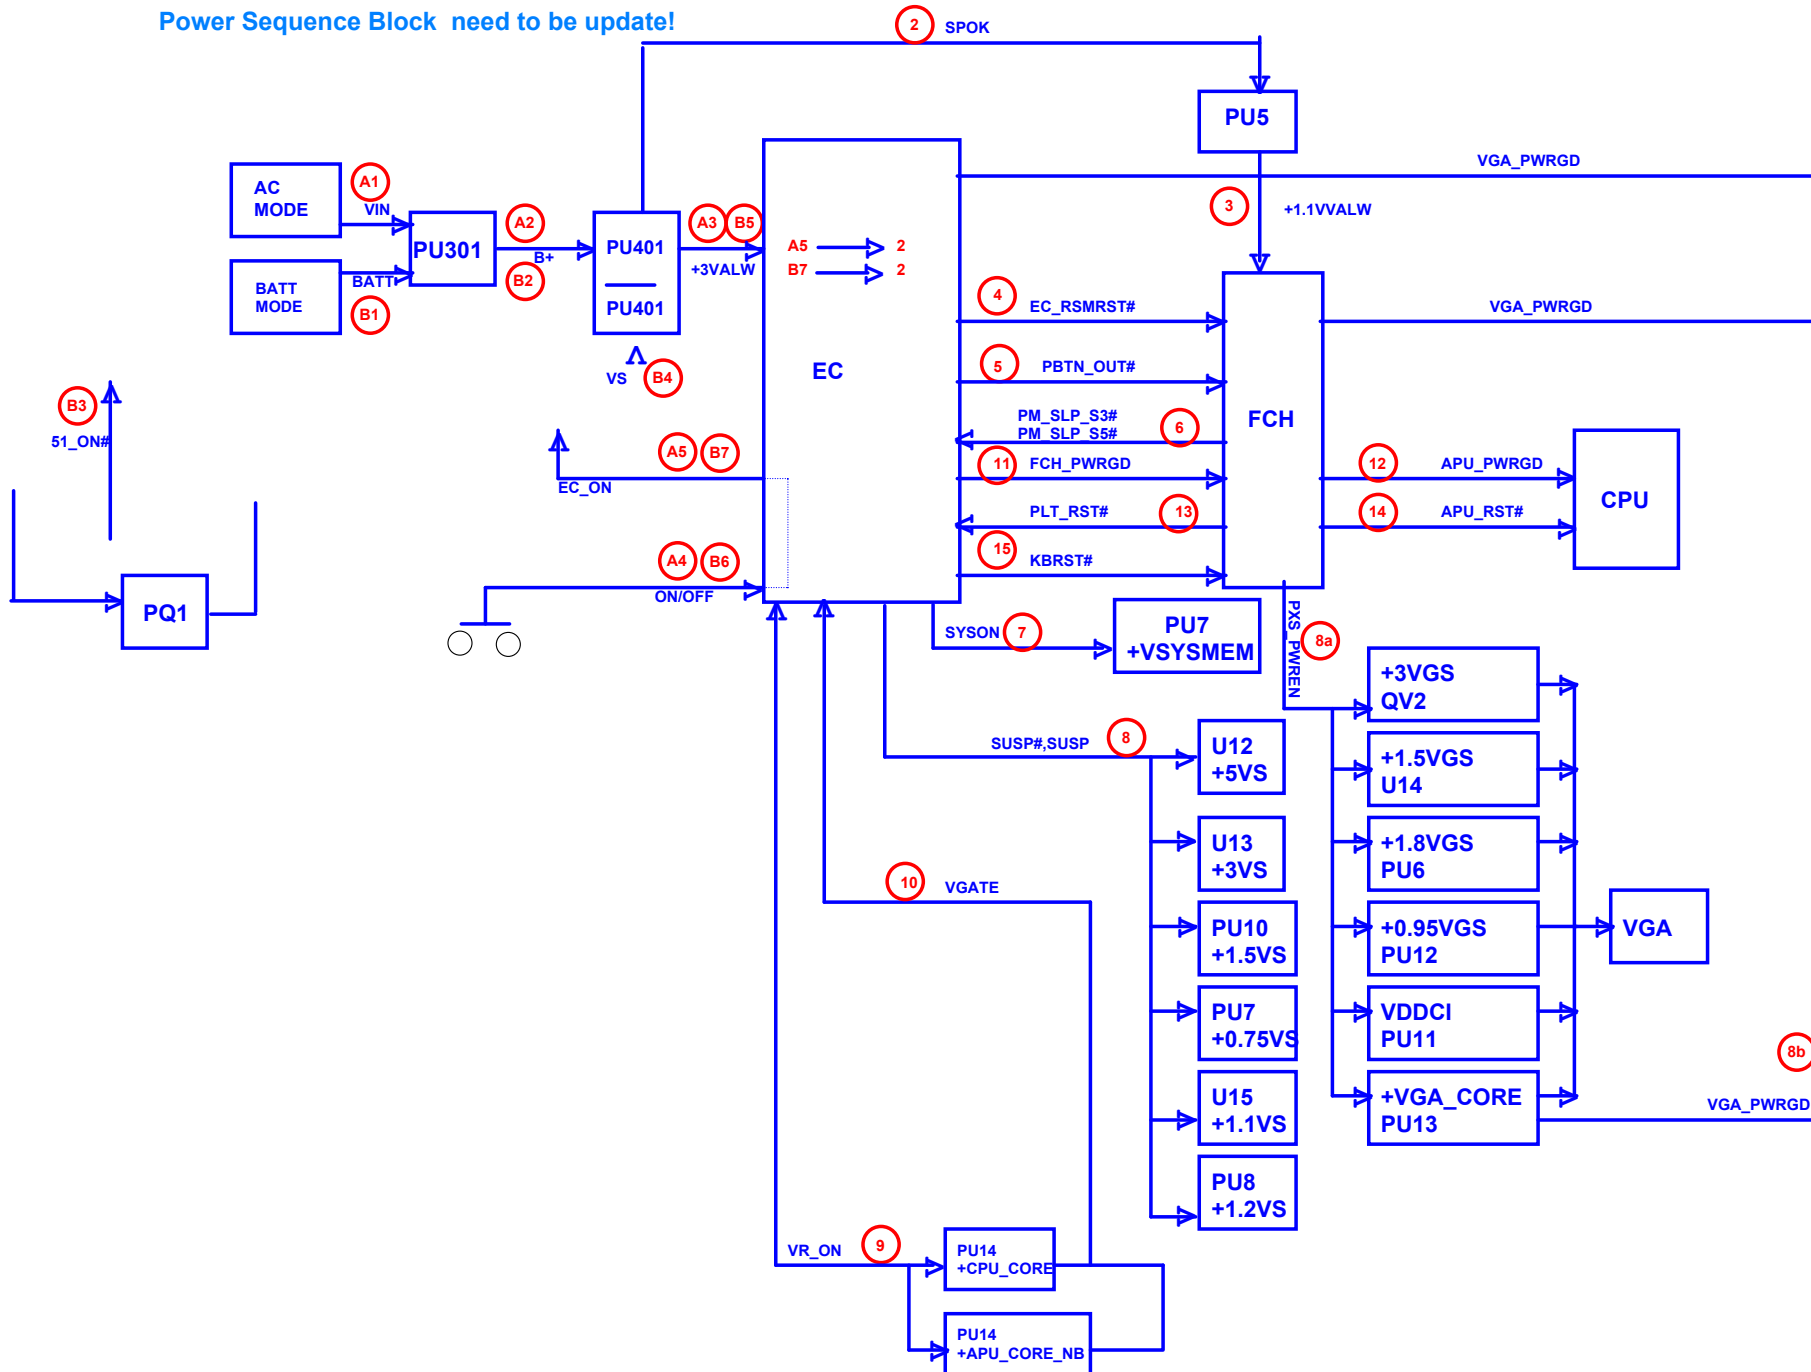 Power Sequence Block  need to be update!
2
SPOK
PU5
VGA_PWRGD
3
+1.1VVALW
AC
MODE
A1
VIN
PU301
A2
B+
B2
BATT
MODE
BATT
B1
PU401
PU401
A3
B5
+3VALW
VS
B4
A5
2
B7
2
EC
4
EC_RSMRST#
VGA_PWRGD
5
PBTN_OUT#
FCH
PM_SLP_S3#
PM_SLP_S5#
6
11
FCH_PWRGD
PLT_RST#
13
15
KBRST#
12
APU_PWRGD
14
APU_RST#
CPU
B3
51_ON#
A5
B7
EC_ON
A4
B6
ON/OFF
PQ1
SYSON
7
PU7
+VSYSMEM
PXS_PWREN
8a
SUSP#,SUSP
8
U12
+5VS
U13
+3VS
PU10
+1.5VS
PU7
+0.75VS
U15
+1.1VS
PU8
+1.2VS
+3VGS
QV2
+1.5VGS
U14
+1.8VGS
PU6
+0.95VGS
PU12
VDDCI
PU11
+VGA_CORE
PU13
VGA
8b
VGA_PWRGD
10
VGATE
VR_ON
9
PU14
+CPU_CORE
PU14
+APU_CORE_NB